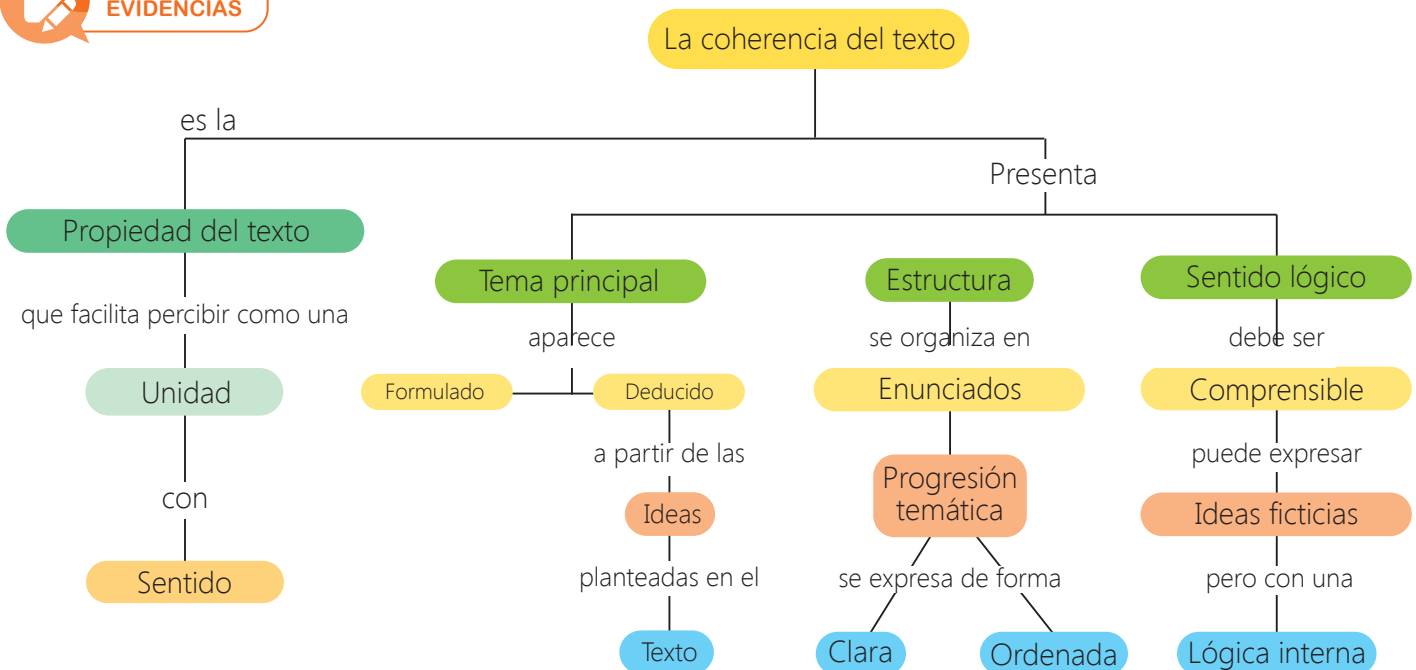 EVIDENCIAS
La coherencia del texto
es la
Presenta
Propiedad del texto
que facilita percibir como una
Unidad
con
Sentido
Tema principal
aparece
Formulado
Deducido
a partir de las
Ideas
planteadas en el
Texto
Estructura
se organiza en
Enunciados
Progresión
temática
se expresa de forma
Clara
Ordenada
Sentido lógico
debe ser
Comprensible
puede expresar
Ideas ficticias
pero con una
Lógica interna